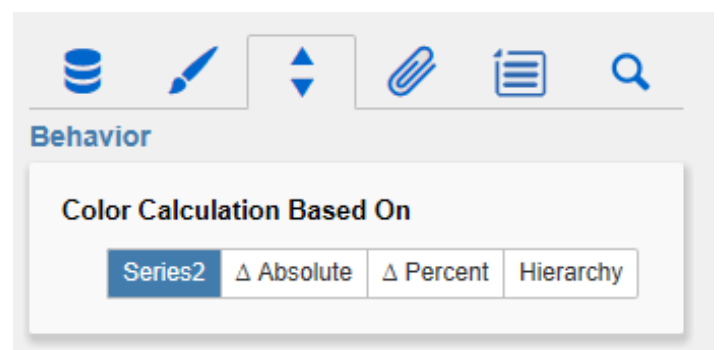 Behavior
Color Calculation Based On
Series2 Δ Absolute Δ Percent Hierarchy